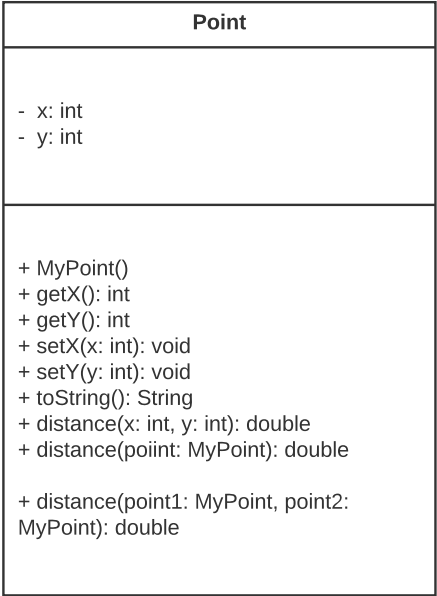 Point
- x: int
- y: int
+ MyPoint()
+ getX(): int
+ getY(): int
+ setX(x: int): void
+ setY(y: int): void
+ toString(): String
+ distance(x: int, y: int): double
+ distance(poiint: MyPoint): double
+ distance(point1: MyPoint, point2:
MyPoint): double